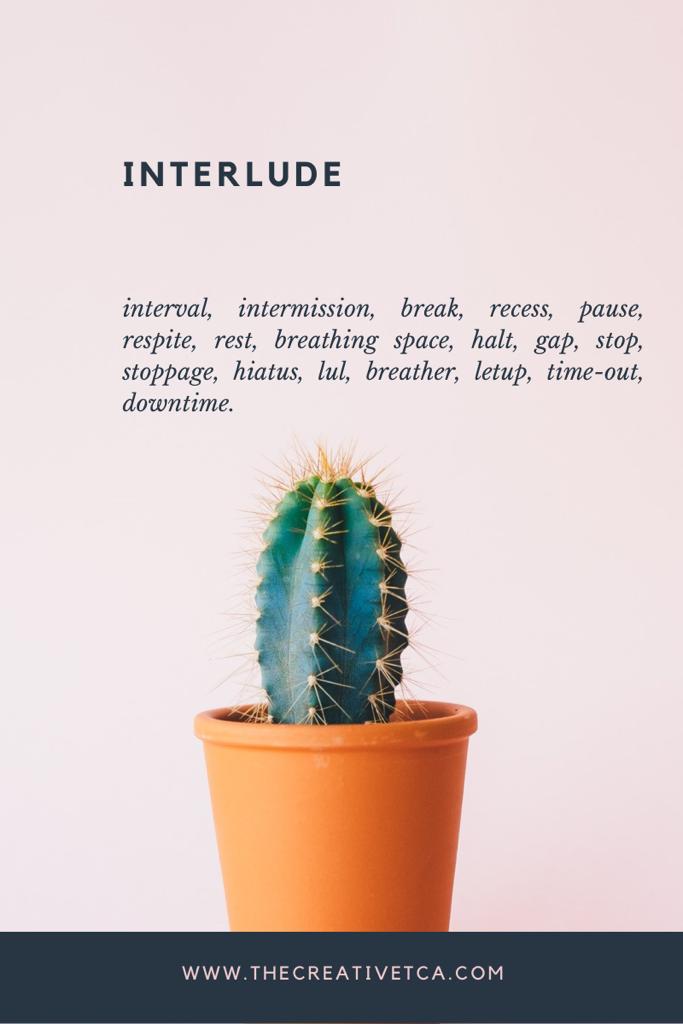 INTERLUDE
interval, intermission, break, recess, pause,
respite, rest, breathing space, halt, gap, stop,
stoppage, hiatus, lul, breather, letup, time-out,
downtime.
WWW.THECREATIVETCA.COM